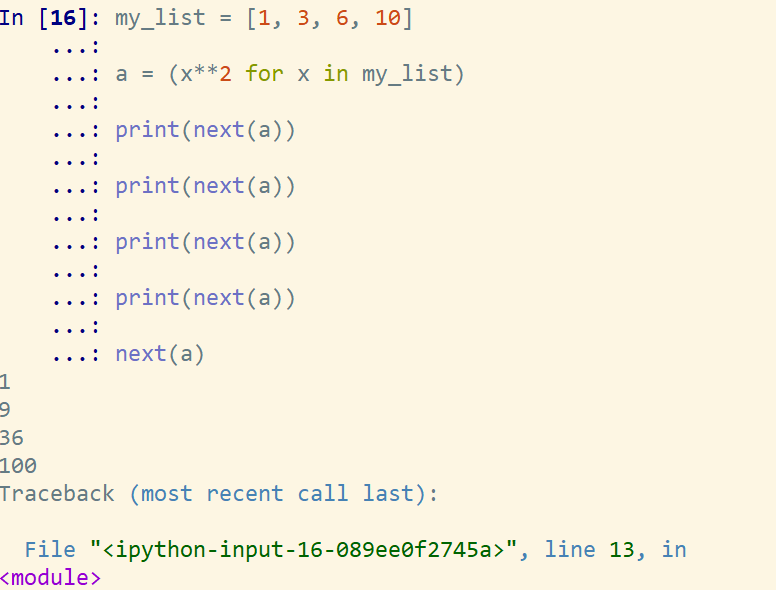 In [16]: my_list = [1, 3, 6, 10]
...:
...: a = (x**2 for x in my_list)
...:
...: print(next(a))
...:
...: print(next(a))
...:
...: print(next(a))
...:
...: print(next(a))
...:
...: next(a)
1
9
36
100
Traceback (most recent call last):
File "<ipython-input-16-089ee0f2745a>", line 13, in
<module>